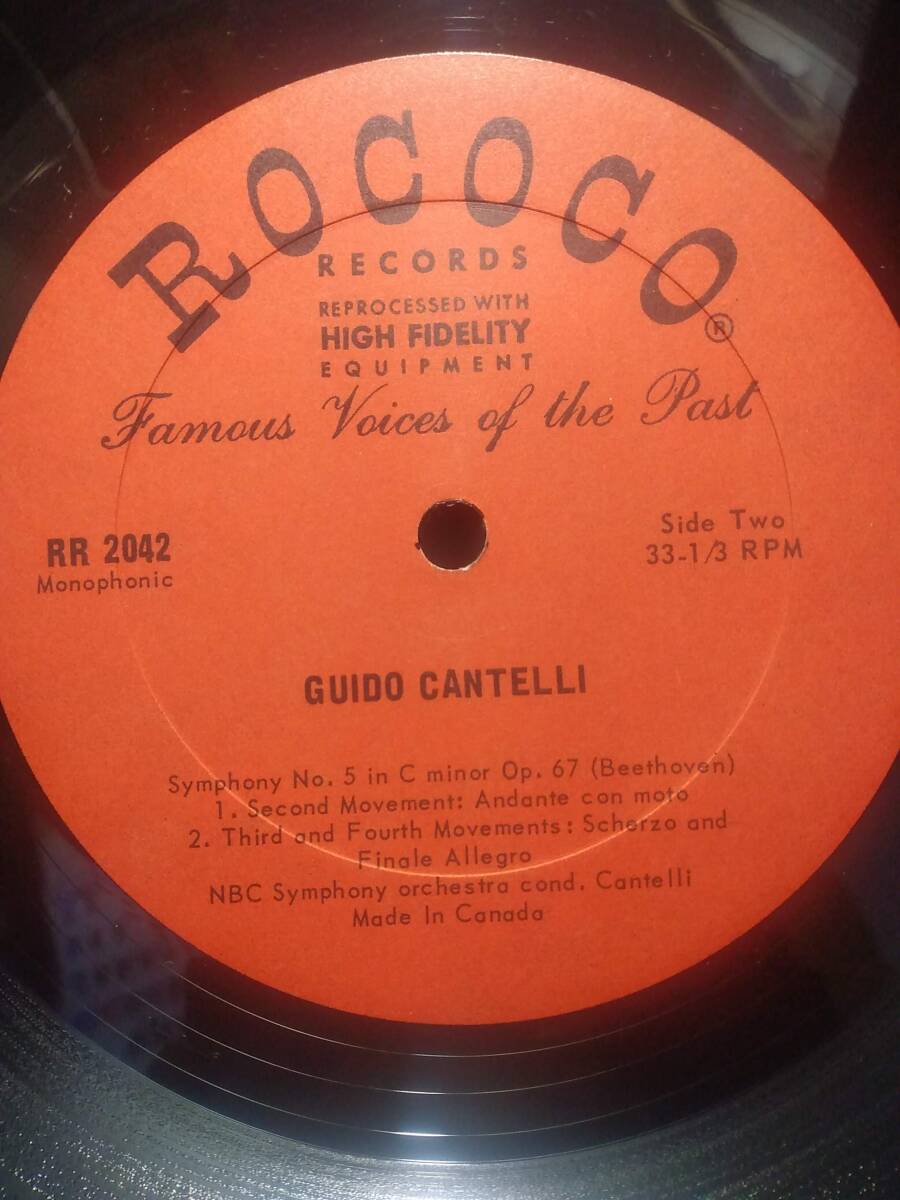 ROCOCO
®
RECORDS
REPROCESSED WITH
HIGH FIDELITY
EQUIPMENT
Famous Voices of the Past
RR 2042
Monophonic
Side Two
33-1/3 RPM
GUIDO CANTELLI
Symphony No. 5 in C minor Op. 67 (Beethoven)
1. Second Movement: Andante con moto
2. Third and Fourth Movements: Scherzo and
Finale Allegro
NBC Symphony orchestra cond. Cantelli
Made In Canada